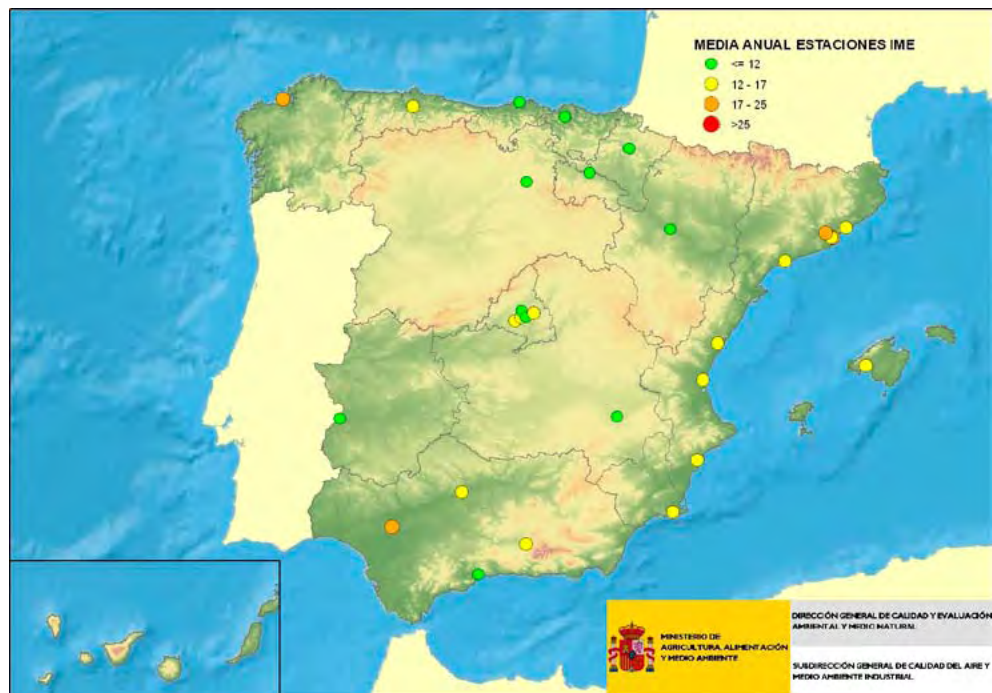 MEDIA ANUAL ESTACIONES IME
<= 12
12 - 17
17 - 25
>25
MINISTERIO DE
AGRICULTURA, ALIMENTACIÓN
Y MEDIO AMBIENTE
DIRECCIÓN GENERAL DE CALIDAD Y EVALUACIÓN
AMBIENTAL Y MEDIO NATURAL
SUBDIRECCIÓN GENERAL DE CALIDAD DEL AIRE Y
MEDIO AMBIENTE INDUSTRIAL